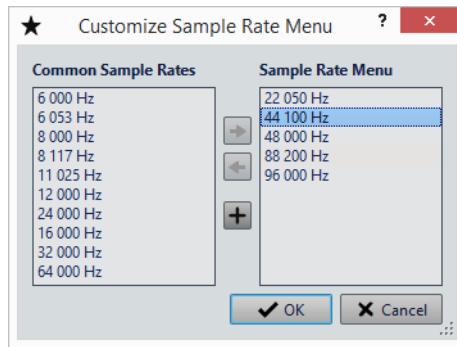 Customize Sample Rate Menu ? ×
Common Sample Rates
6 000 Hz
6 053 Hz
8 000 Hz
8 117 Hz
11 025 Hz
12 000 Hz
24 000 Hz
16 000 Hz
32 000 Hz
64 000 Hz
Sample Rate Menu
22 050 Hz
44 100 Hz
48 000 Hz
88 200 Hz
96 000 Hz
OK
Cancel